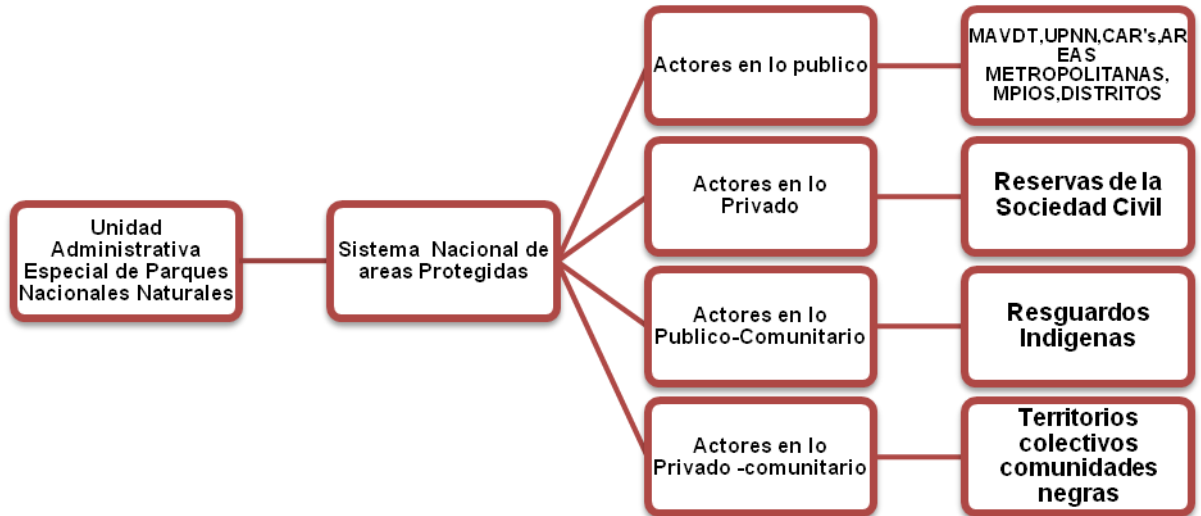 Unidad
Administrativa
Especial de Parques
Nacionales Naturales
Sistema Nacional de
areas Protegidas
Actores en lo publico
MAVDT,UPNN,CAR's,AR
EAS
METROPOLITANAS,
MPIOS,DISTRITOS
Actores en lo
Privado
Reservas de la
Sociedad Civil
Actores en lo
Publico-Comunitario
Resguardos
Indigenas
Actores en lo
Privado -comunitario
Territorios
colectivos
comunidades
negras